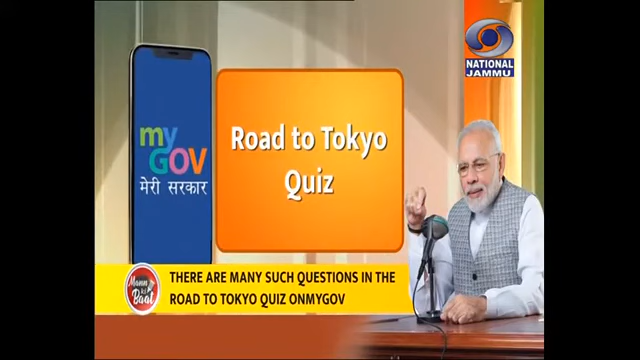 NATIONAL
JAMMU
my
GOV
मेरी सरकार
Road to Tokyo
Quiz
Mann
ki
Baat
THERE ARE MANY SUCH QUESTIONS IN THE
ROAD TO TOKYO QUIZ ONMYGOV